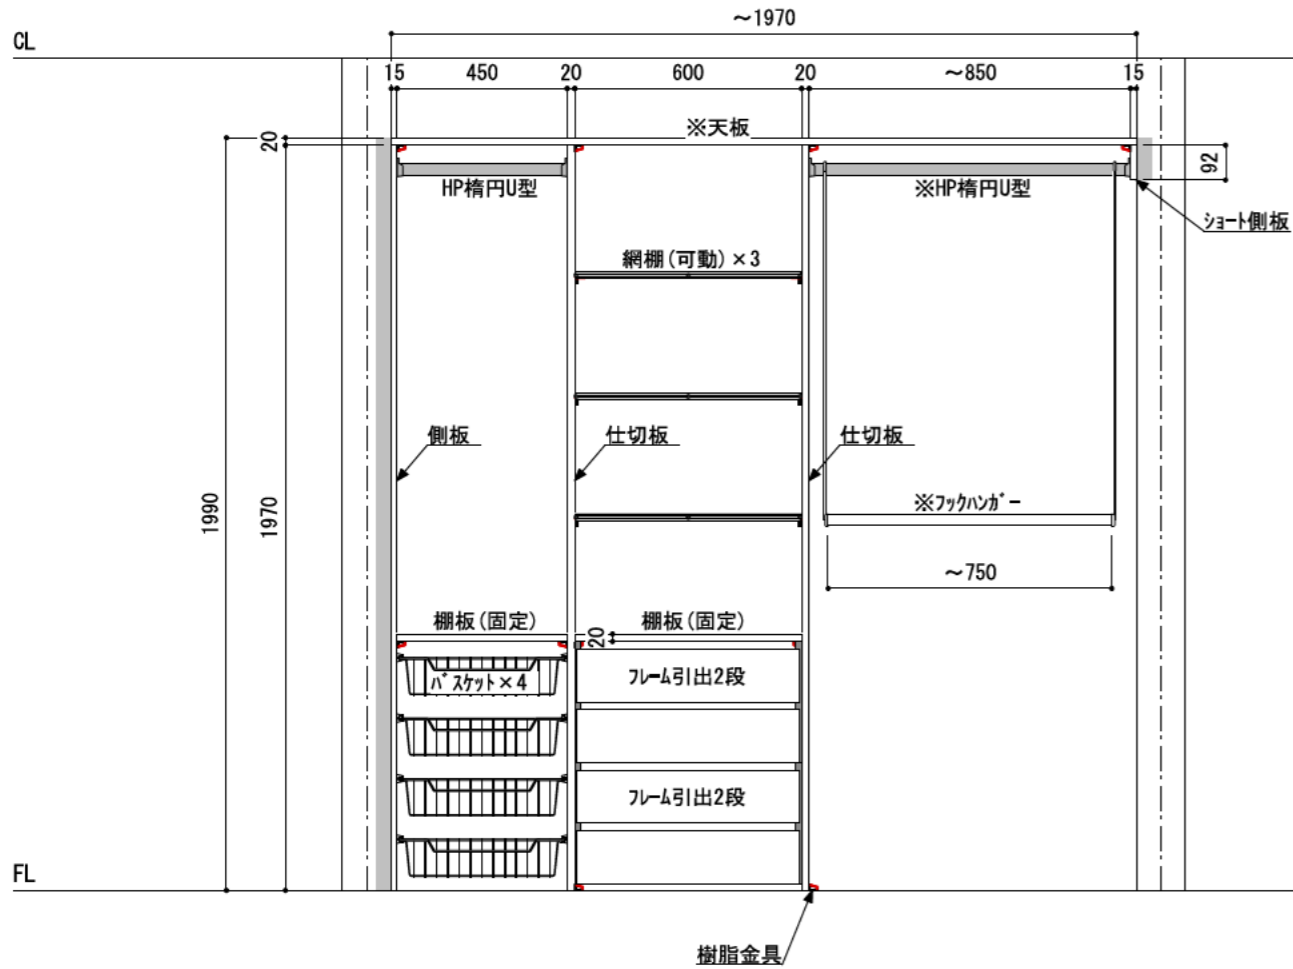 ～1970
CL
15 450 20 600 20 ～850 15
※天板
20
92
HP楕円U型
※HP楕円U型
ｼｮｰﾄ側板
網棚(可動)×3
側板
仕切板
仕切板
1990
1970
※ﾌｯｸﾊﾝｶﾞｰ
～750
棚板(固定)
20
棚板(固定)
ﾊﾞｽｹｯﾄ×4
ﾌﾚｰﾑ引出2段
ﾌﾚｰﾑ引出2段
FL
樹脂金具